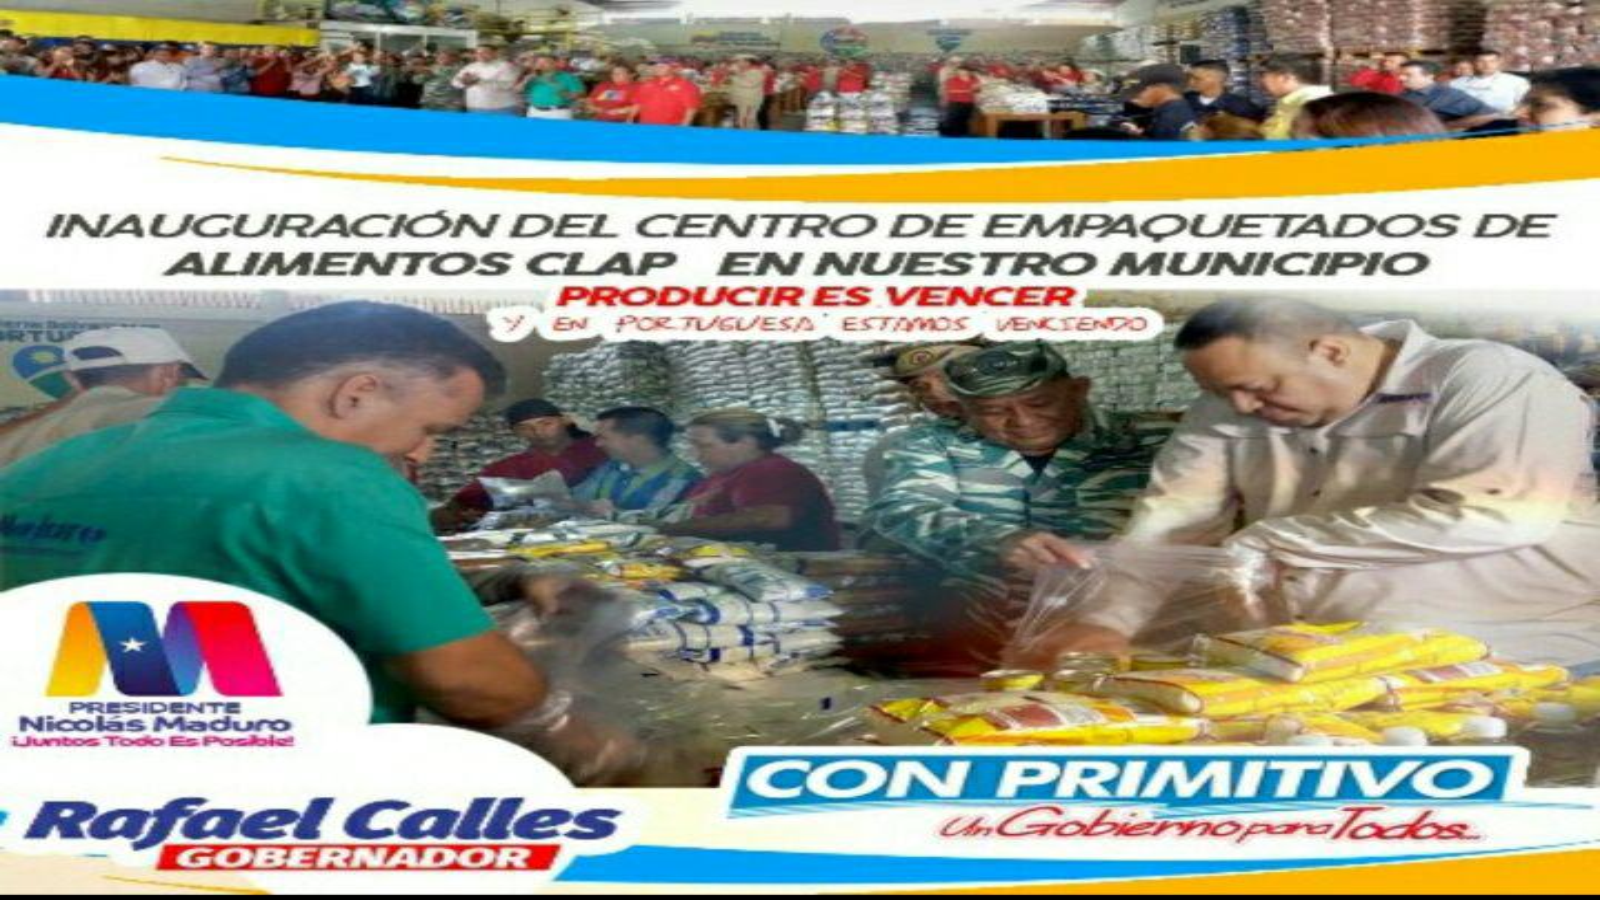 INAUGURACIÓN DEL CENTRO DE EMPAQUETADOS DE
ALIMENTOS CLAP EN NUESTRO MUNICIPIO
PRODUCIR ES VENCER
Y EN PORTUGUESA ESTAMOS VENCIENDO
PRESIDENTE
Nicolás Maduro
¡Juntos Todo Es Posible!
Rafael Calles
GOBERNADOR
CON PRIMITIVO
Un Gobierno para Todos...